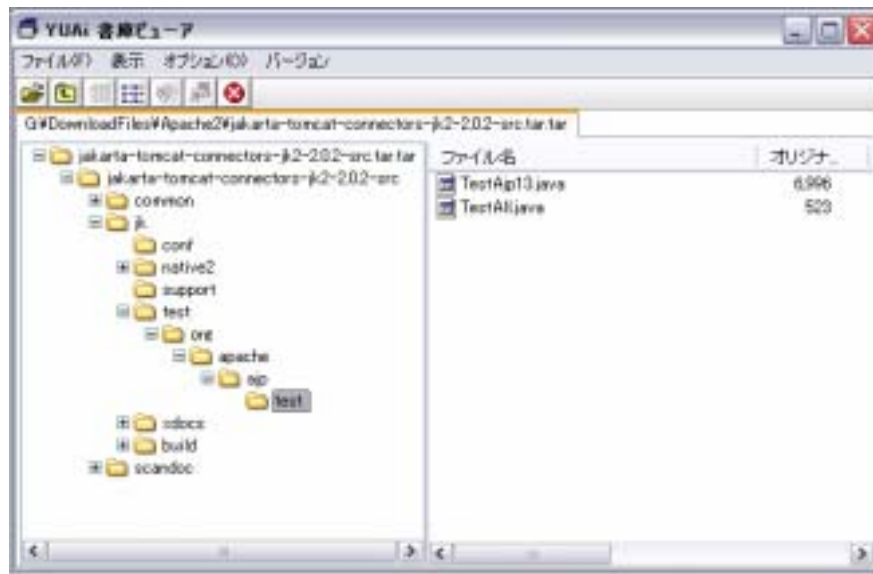 YUAi 書庫ビューア
ファイル(F) 表示 オプション(O) バージョン
G:¥DownloadFiles¥Apache2¥jakarta-tomcat-connectors-jk2-2.0.2-src.tar.tar
jakarta-tomcat-connectors-jk2-2.0.2-src.tar.tar
jakarta-tomcat-connectors-jk2-2.0.2-src
common
jk
conf
native2
support
test
org
apache
ajp
test
xdocs
build
scandoc
ファイル名 オリジナ...
TestAjp13.java 6,996
TestAll.java 523